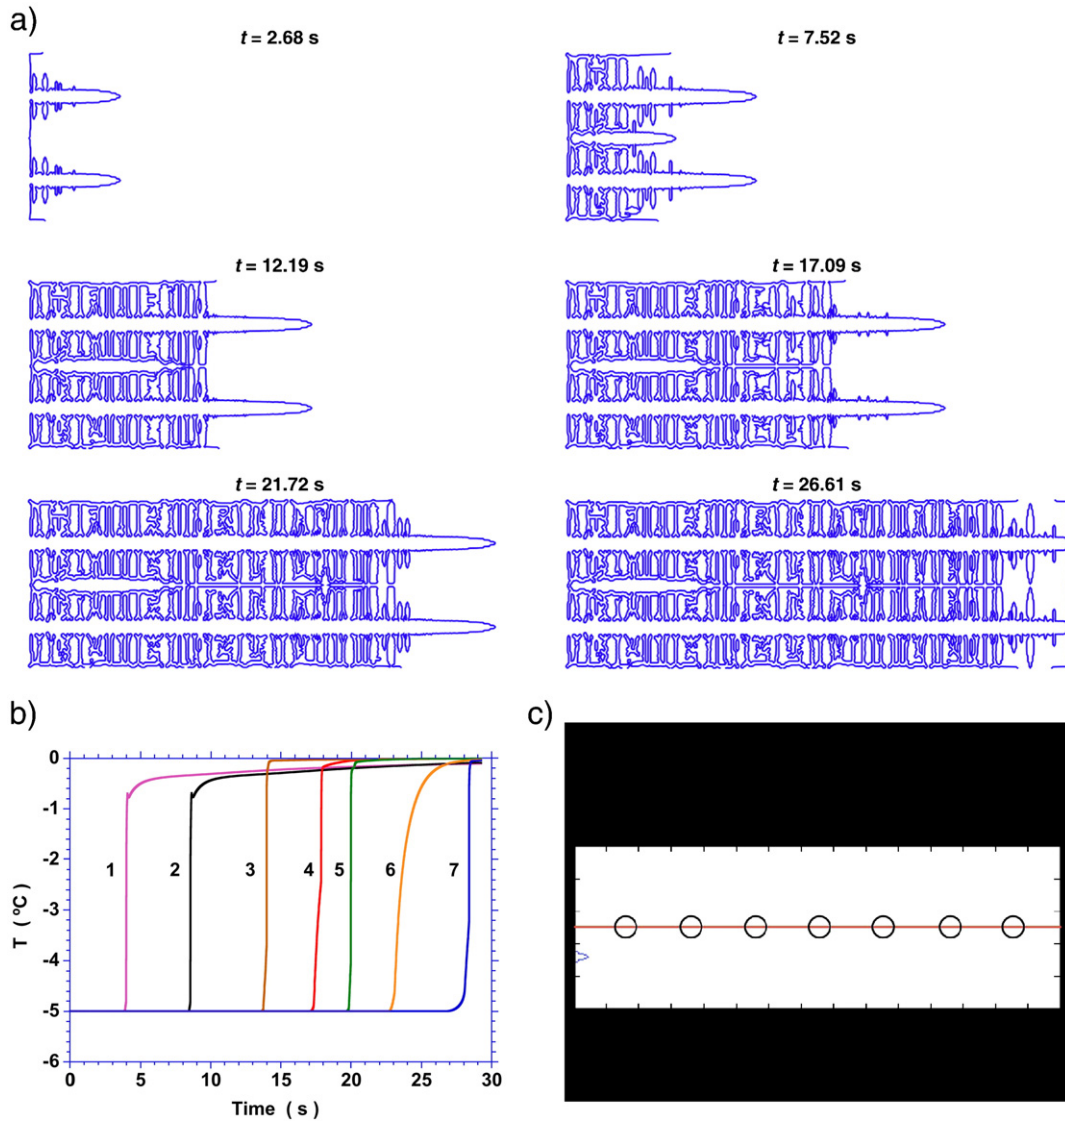 a)
t = 2.68 s
t = 7.52 s
t = 12.19 s
t = 17.09 s
t = 21.72 s
t = 26.61 s
b)
c)
0
-1
-2
-3
-4
-5
-6
T ( ºC )
1
2
3
4
5
6
7
0
5
10
15
20
25
30
Time ( s )